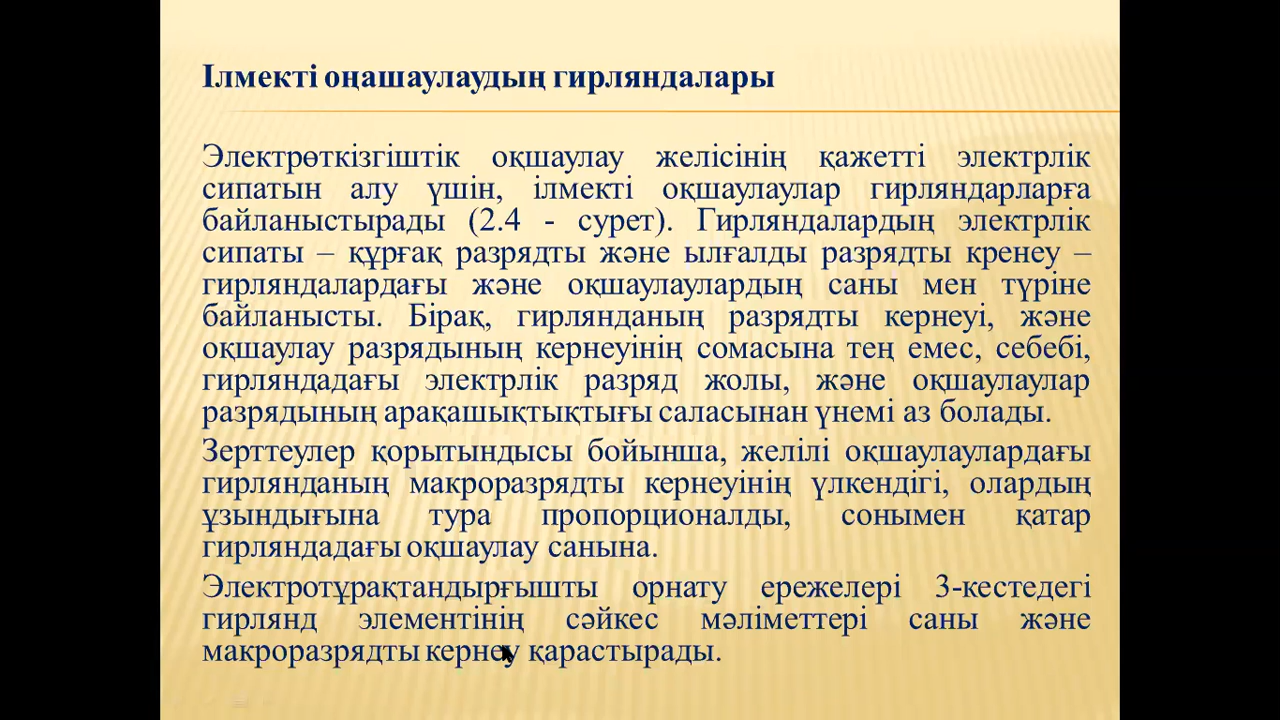 Ілмекті оңашаулаудың гирляндалары
Электрөткізгіштік оқшаулау желісінің қажетті электрлік
сипатын алу үшін, ілмекті оқшаулаулар гирляндарларға
байланыстырады (2.4 - сурет). Гирляндалардың электрлік
сипаты – құрғақ разрядты және ылғалды разрядты кренеу –
гирляндалардағы және оқшаулаулардың саны мен түріне
байланысты. Бірақ, гирлянданың разрядты кернеуі, және
оқшаулау разрядының кернеуінің сомасына тең емес, себебі,
гирляндадағы электрлік разряд жолы, және оқшаулаулар
разрядының арақашықтықтығы саласынан үнемі аз болады.
Зерттеулер қорытындысы бойынша, желілі оқшаулаулардағы
гирлянданың макроразрядты кернеуінің үлкендігі, олардың
ұзындығына тура пропорционалды, сонымен қатар
гирляндадағы оқшаулау санына.
Электротұрақтандырғышты орнату ережелері 3-кестедегі
гирлянд элементінің сәйкес мәліметтері саны және
макроразрядты кернеу қарастырады.